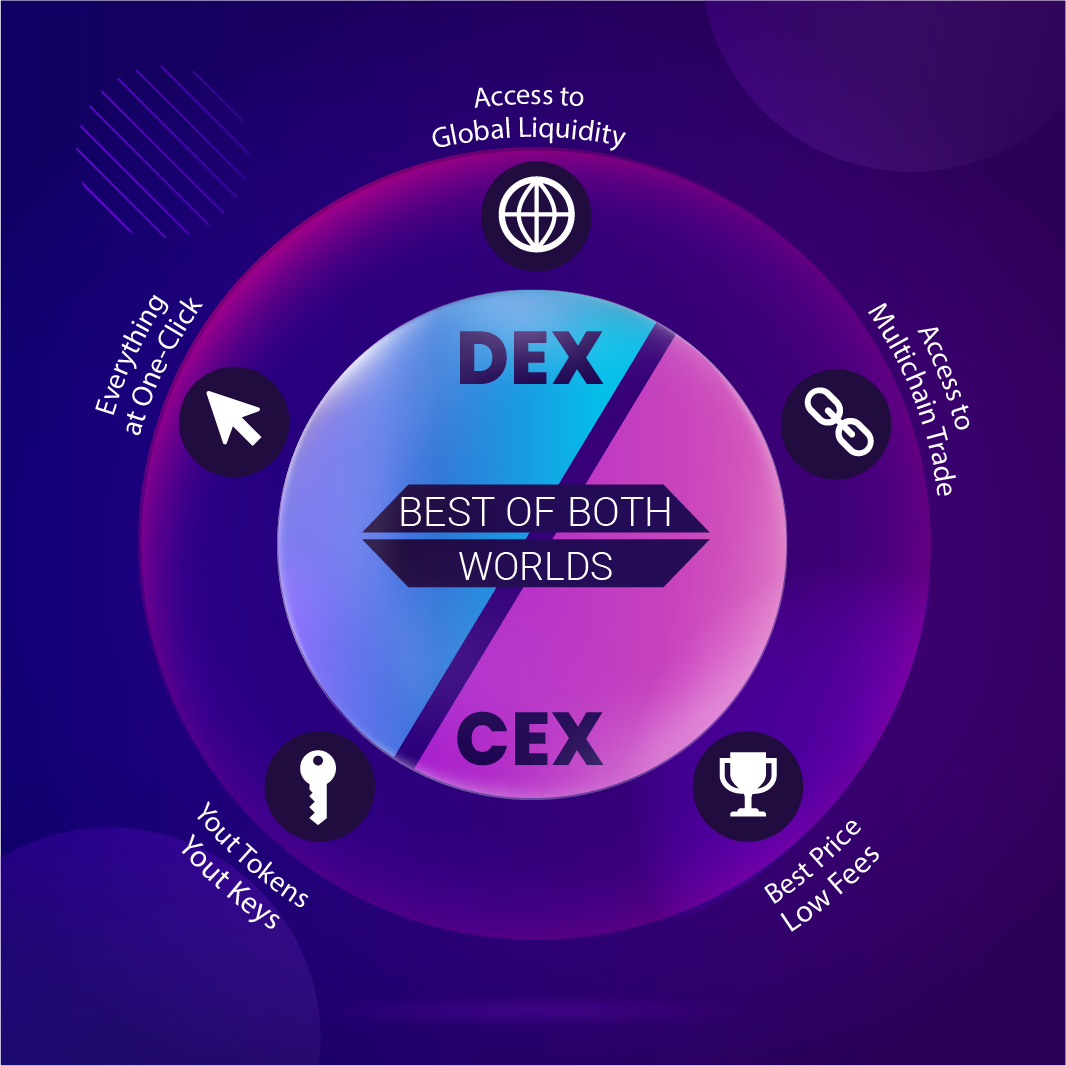 Access to
Global Liquidity
Everything
at One-Click
Access to
Multichain Trade
DEX
BEST OF BOTH
WORLDS
CEX
Yout Tokens
Yout Keys
Best Price
Low Fees